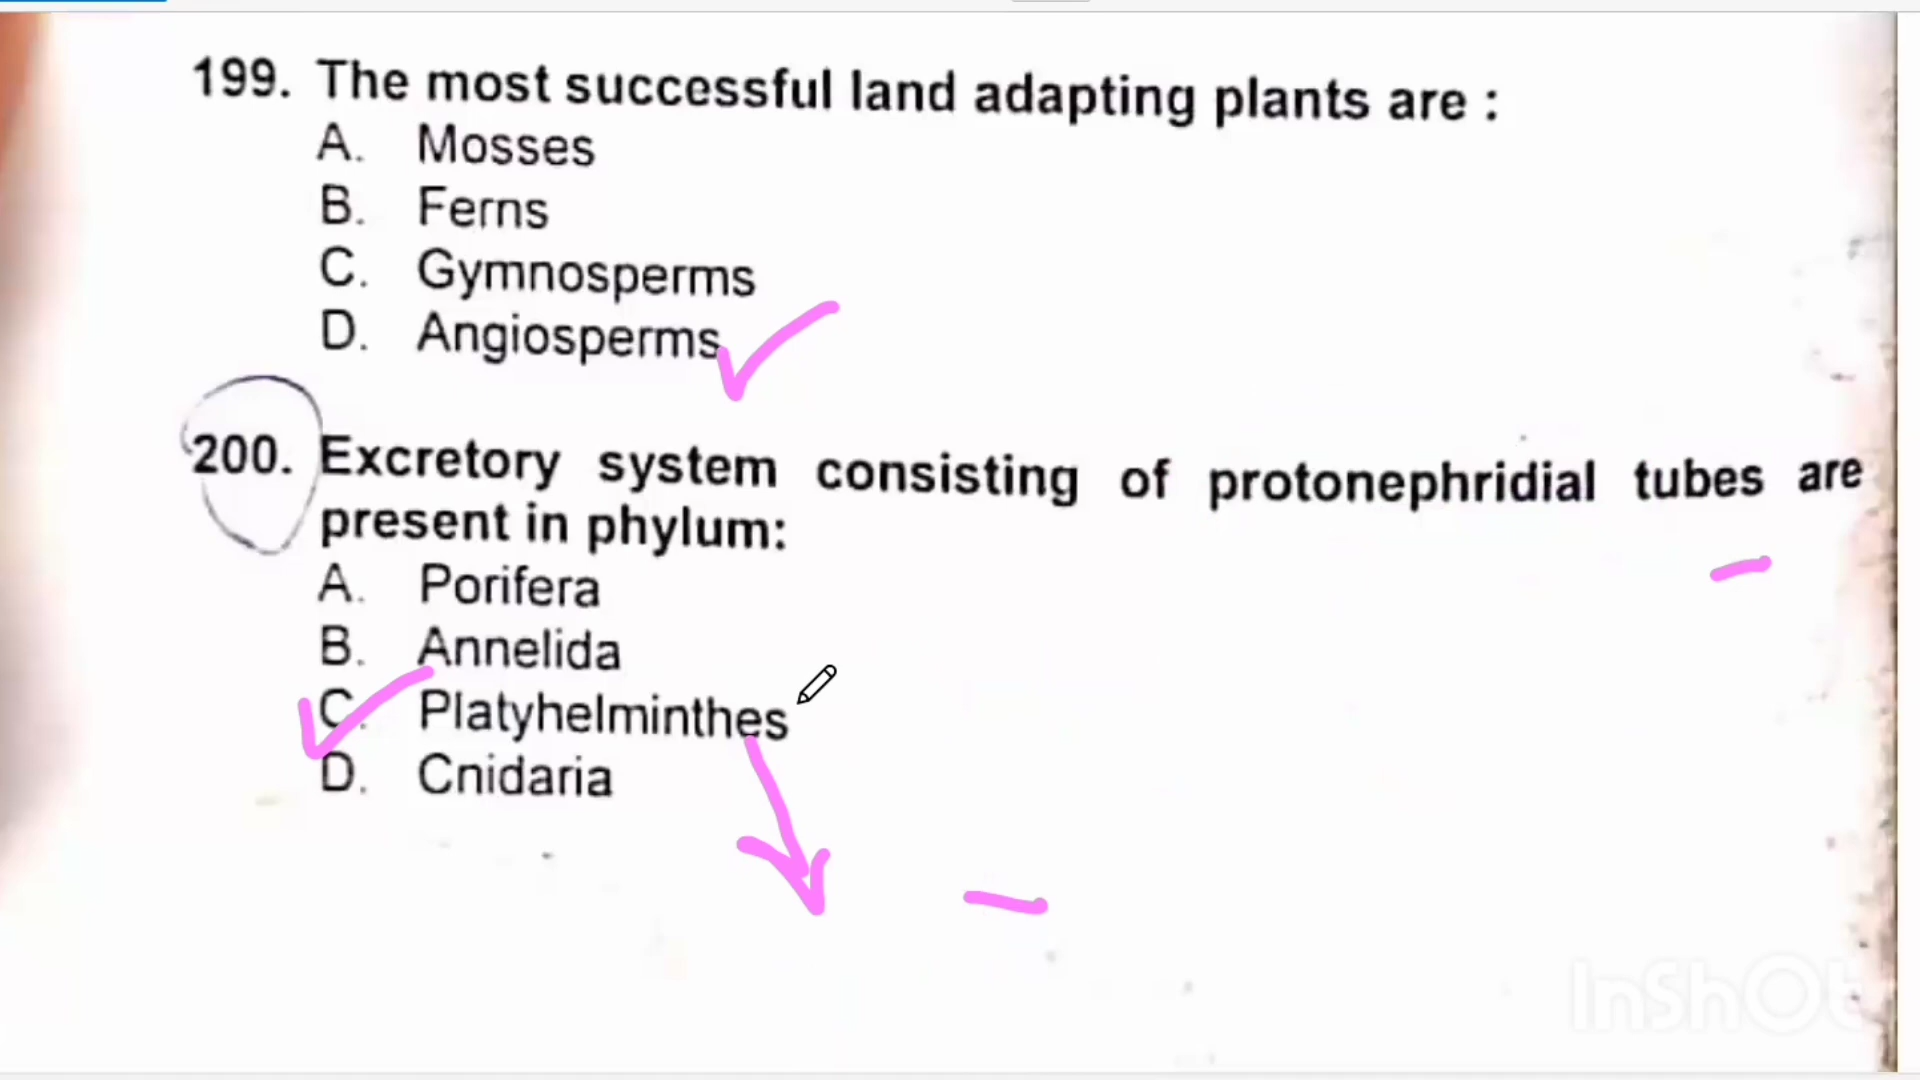 199. The most successful land adapting plants are :
A. Mosses
B. Ferns
C. Gymnosperms
D. Angiosperms
200. Excretory system consisting of protonephridial tubes are
present in phylum:
A. Porifera
B. Annelida
C. Platyhelminthes
D. Cnidaria
InShOt